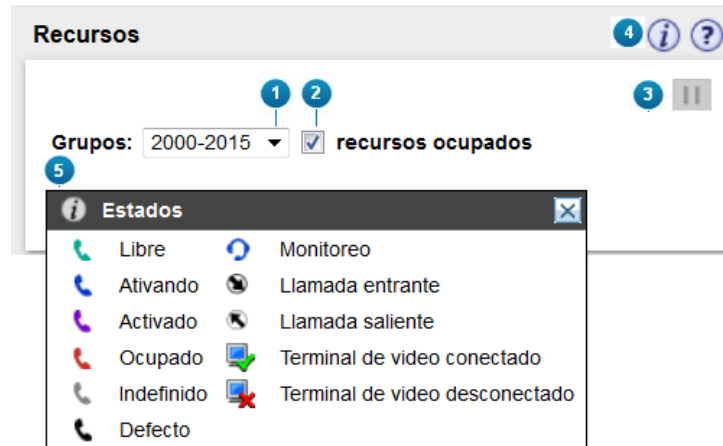 Recursos 4 i ?
1 2 3
Grupos: 2000-2015 recursos ocupados
5
i Estados
Libre Monitoreo
Ativando Llamada entrante
Activado Llamada saliente
Ocupado Terminal de video conectado
Indefinido Terminal de video desconectado
Defecto